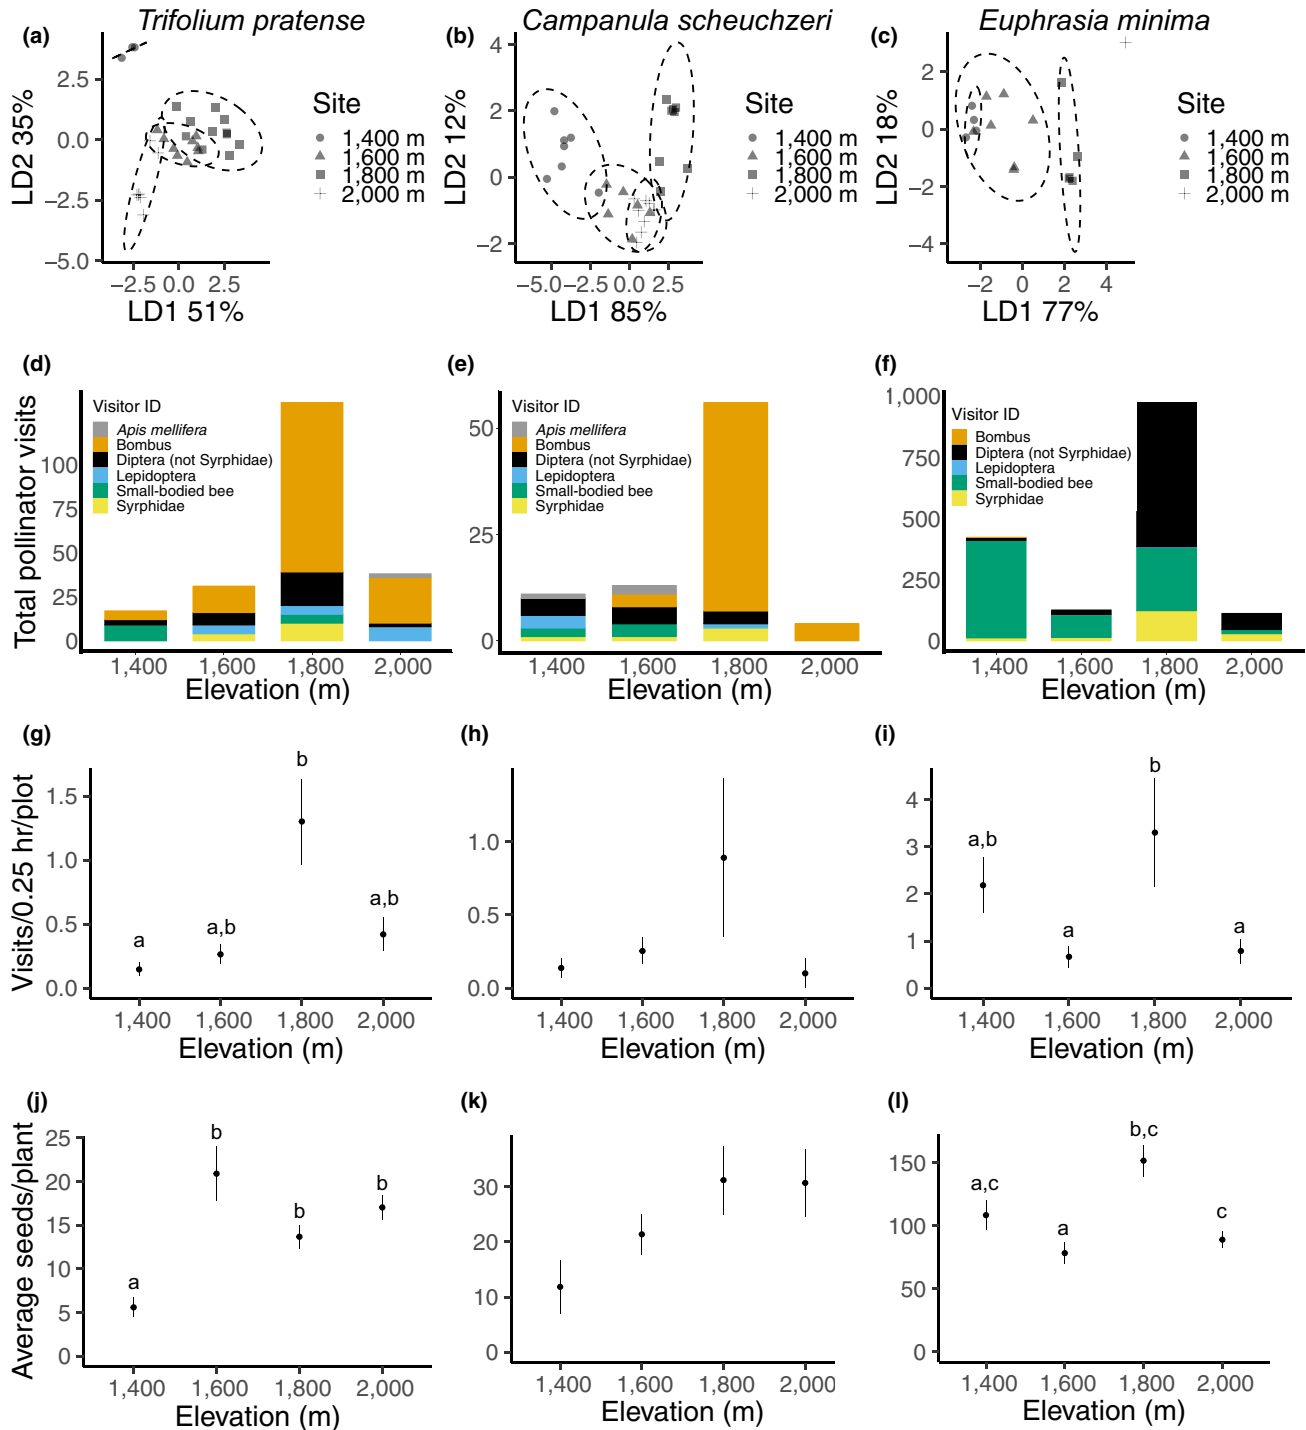 Trifolium pratense
Campanula scheuchzeri
Euphrasia minima
(a)
2.5
0.0
−2.5
−5.0
LD2 35%
−2.5 0.0 2.5
LD1 51%
Site
1,400 m
1,600 m
1,800 m
2,000 m
(b)
4
2
0
−2
LD2 12%
−5.0 −2.5 0.0 2.5
LD1 85%
Site
1,400 m
1,600 m
1,800 m
2,000 m
(c)
2
0
−2
−4
LD2 18%
−2 0 2 4
LD1 77%
Site
1,400 m
1,600 m
1,800 m
2,000 m
(d)
Total pollinator visits
100
75
50
25
0
Visitor ID
Apis mellifera
Bombus
Diptera (not Syrphidae)
Lepidoptera
Small-bodied bee
Syrphidae
1,400 1,600 1,800 2,000
Elevation (m)
(e)
50
25
0
Visitor ID
Apis mellifera
Bombus
Diptera (not Syrphidae)
Lepidoptera
Small-bodied bee
Syrphidae
1,400 1,600 1,800 2,000
Elevation (m)
(f)
1,000
750
500
250
0
Visitor ID
Bombus
Diptera (not Syrphidae)
Lepidoptera
Small-bodied bee
Syrphidae
1,400 1,600 1,800 2,000
Elevation (m)
(g)
Visits/0.25 hr/plot
1.5
1.0
0.5
0.0
a
a,b
b
a,b
1,400 1,600 1,800 2,000
Elevation (m)
(h)
1.0
0.5
0.0
1,400 1,600 1,800 2,000
Elevation (m)
(i)
4
3
2
1
0
a,b
a
b
a
1,400 1,600 1,800 2,000
Elevation (m)
(j)
Average seeds/plant
25
20
15
10
5
0
a
b
b
b
1,400 1,600 1,800 2,000
Elevation (m)
(k)
30
20
10
0
1,400 1,600 1,800 2,000
Elevation (m)
(l)
150
100
50
0
a,c
a
b,c
c
1,400 1,600 1,800 2,000
Elevation (m)